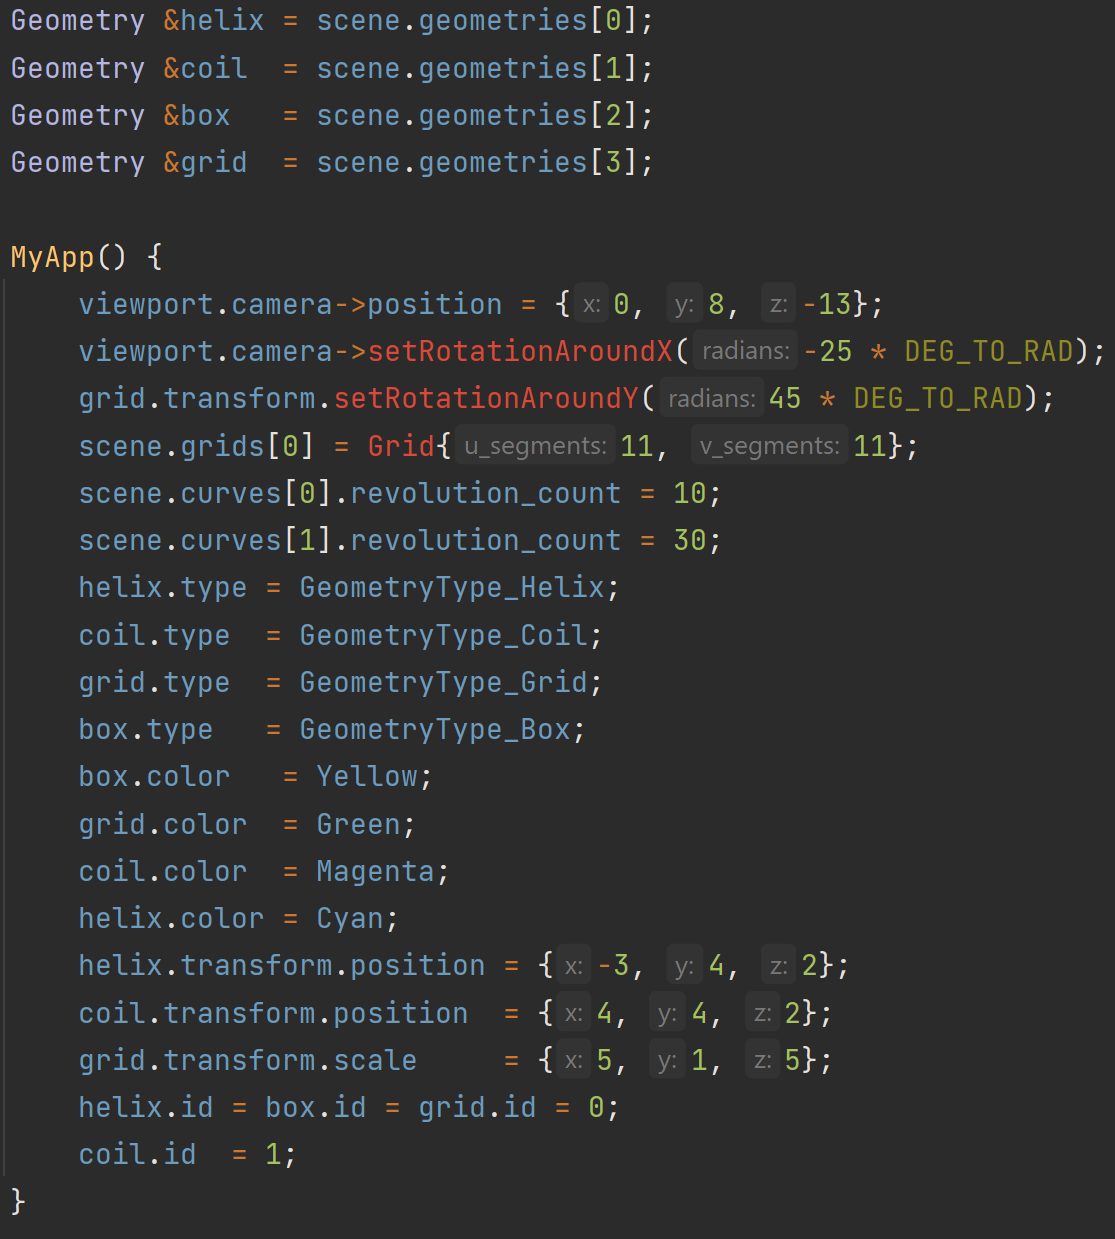 Geometry &helix = scene.geometries[0];
Geometry &coil  = scene.geometries[1];
Geometry &box   = scene.geometries[2];
Geometry &grid  = scene.geometries[3];

MyApp() {
    viewport.camera->position = {x: 0, y: 8, z: -13};
    viewport.camera->setRotationAroundX(radians: -25 * DEG_TO_RAD);
    grid.transform.setRotationAroundY(radians: 45 * DEG_TO_RAD);
    scene.grids[0] = Grid{u_segments: 11, v_segments: 11};
    scene.curves[0].revolution_count = 10;
    scene.curves[1].revolution_count = 30;
    helix.type = GeometryType_Helix;
    coil.type  = GeometryType_Coil;
    grid.type  = GeometryType_Grid;
    box.type   = GeometryType_Box;
    box.color   = Yellow;
    grid.color  = Green;
    coil.color  = Magenta;
    helix.color = Cyan;
    helix.transform.position = {x: -3, y: 4, z: 2};
    coil.transform.position  = {x: 4, y: 4, z: 2};
    grid.transform.scale     = {x: 5, y: 1, z: 5};
    helix.id = box.id = grid.id = 0;
    coil.id  = 1;
}